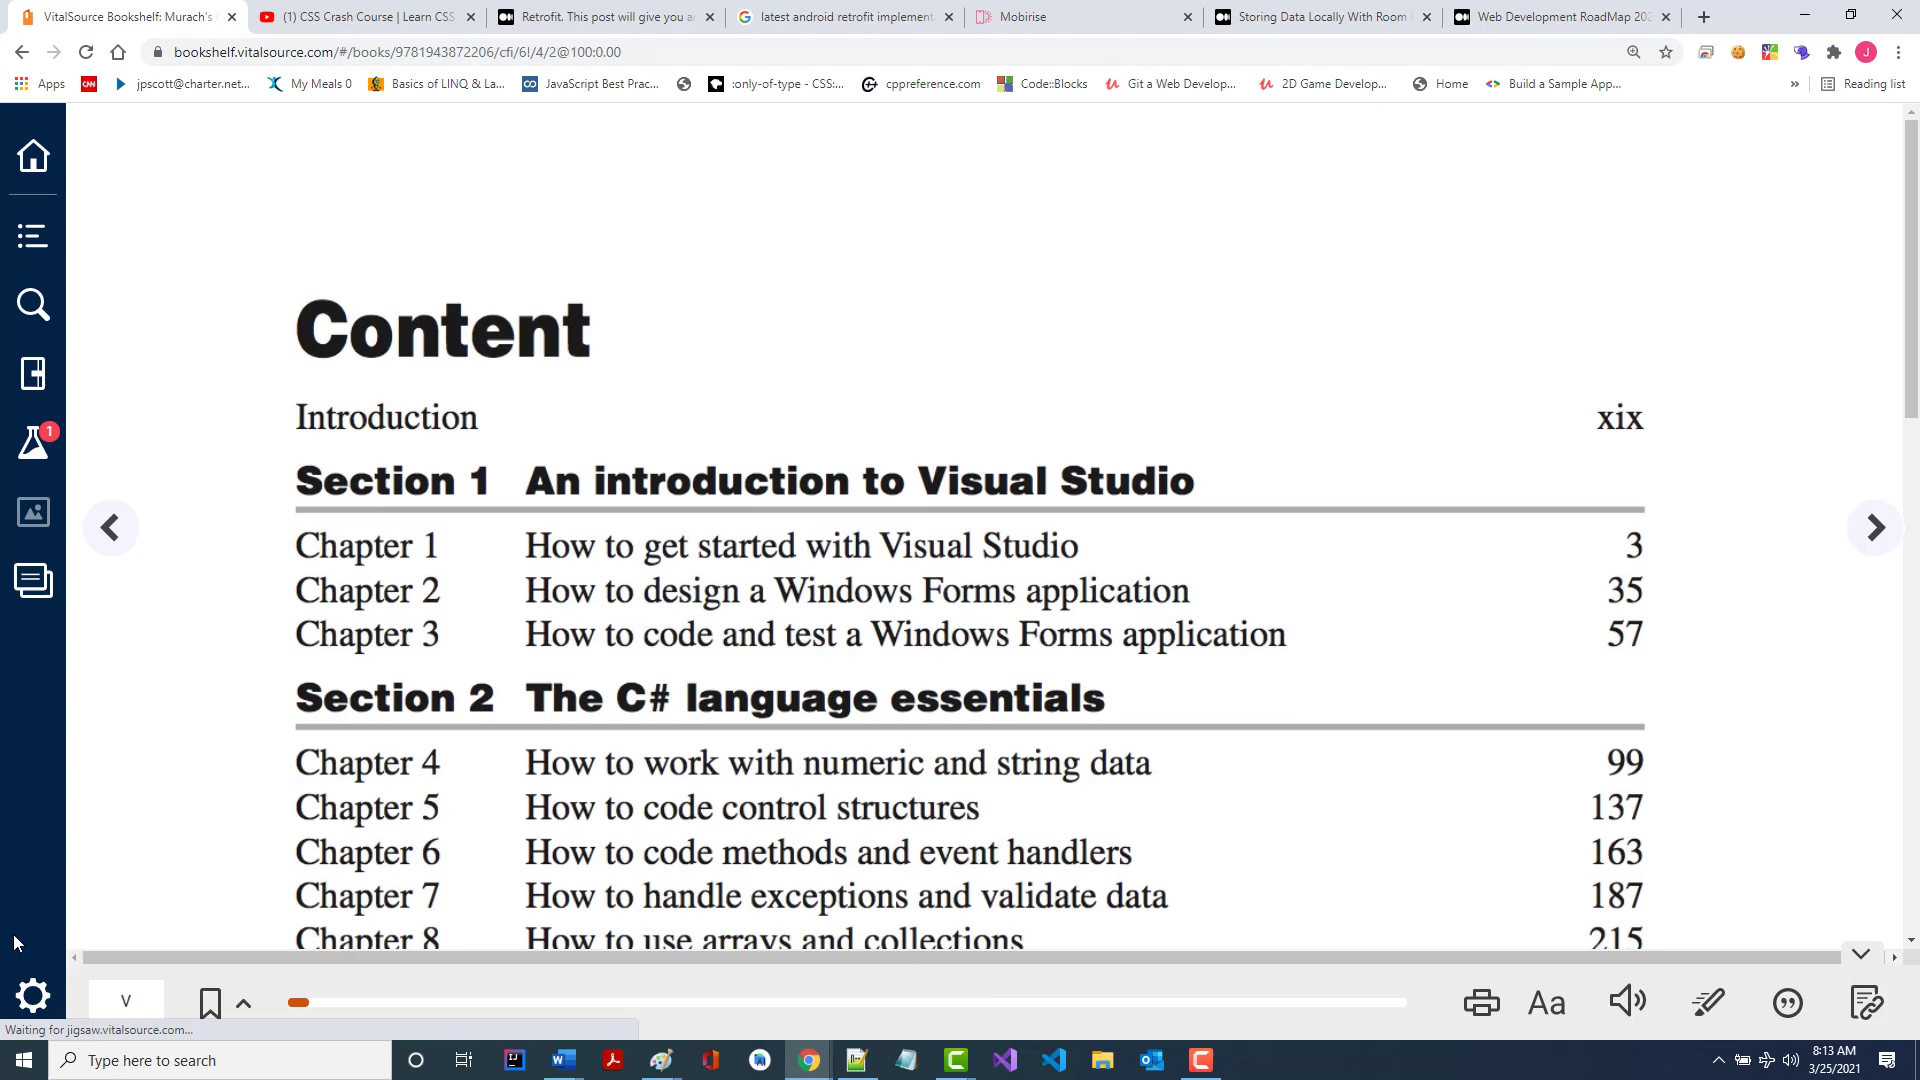 VitalSource Bookshelf: Murach's
(1) CSS Crash Course | Learn CSS
Retrofit. This post will give you a
latest android retrofit implement
Mobirise
Storing Data Locally With Room
Web Development RoadMap 202
bookshelf.vitalsource.com/#/books/9781943872206/cfi/6!/4/2@100:0.00
J
Apps
CNN
jpscott@charter.net...
My Meals 0
Basics of LINQ & La...
JavaScript Best Prac...
:only-of-type - CSS:...
cppreference.com
Code::Blocks
Git a Web Develop...
2D Game Develop...
Home
Build a Sample App...
»
Reading list
Content
Introduction xix
Section 1 An introduction to Visual Studio
Chapter 1 How to get started with Visual Studio 3
Chapter 2 How to design a Windows Forms application 35
Chapter 3 How to code and test a Windows Forms application 57
Section 2 The C# language essentials
Chapter 4 How to work with numeric and string data 99
Chapter 5 How to code control structures 137
Chapter 6 How to code methods and event handlers 163
Chapter 7 How to handle exceptions and validate data 187
Chapter 8 How to use arrays and collections 215
1
V
Aa
Waiting for jigsaw.vitalsource.com...
Type here to search
8:13 AM
3/25/2021